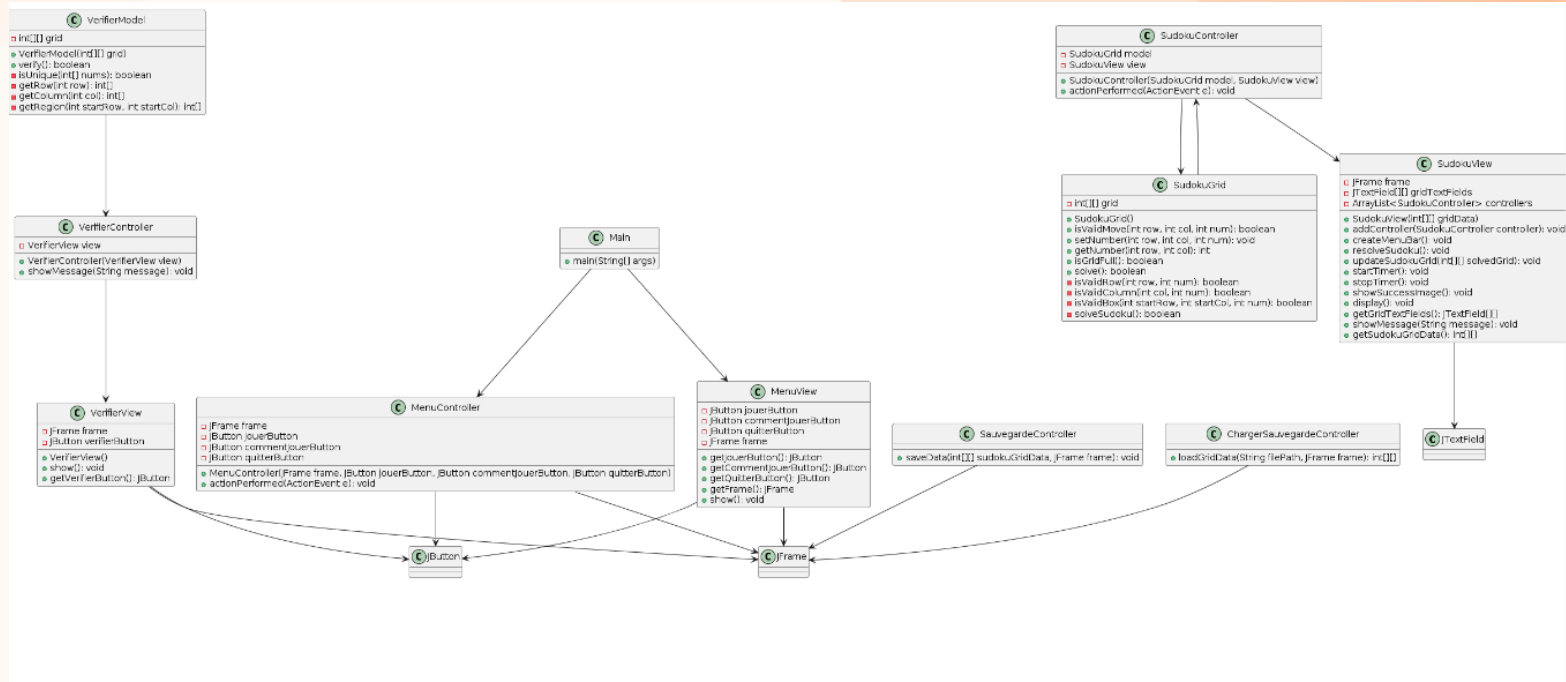 C VerifierModel
int[][] grid
VerifierModel(int[][] grid)
verify(): boolean
isUnique(int[] nums): boolean
getRow(int row): int[]
getColumn(int col): int[]
getRegion(int startRow, int startCol): int[]
C SudokuController
SudokuGrid model
SudokuView view
SudokuController(SudokuGrid model, SudokuView view)
actionPerformed(ActionEvent e): void
C SudokuView
JFrame frame
JTextField[][] gridTextFields
ArrayList<SudokuController> controllers
SudokuView(int[][] gridData)
addController(SudokuController controller): void
createMenuBar(): void
resolveSudoku(): void
updateSudokuGrid(int[][] solvedGrid): void
startTimer(): void
stopTimer(): void
showSuccessImage(): void
display(): void
getGridTextFields(): JTextField[][]
showMessage(String message): void
getSudokuGridData(): int[][]
C SudokuGrid
int[][] grid
SudokuGrid()
isValidMove(int row, int col, int num): boolean
setNumber(int row, int col, int num): void
getNumber(int row, int col): int
isGridFull(): boolean
solve(): boolean
isValidRow(int row, int num): boolean
isValidColumn(int col, int num): boolean
isValidBox(int startRow, int startCol, int num): boolean
solveSudoku(): boolean
C VerifierController
VerifierView view
VerifierController(VerifierView view)
showMessage(String message): void
C Main
main(String[] args)
C VerifierView
JFrame frame
JButton verifierButton
VerifierView()
show(): void
getVerifierButton(): JButton
C MenuController
JFrame frame
JButton jouerButton
JButton commentJouerButton
JButton quitterButton
MenuController(JFrame frame, JButton jouerButton, JButton commentJouerButton, JButton quitterButton)
actionPerformed(ActionEvent e): void
C MenuView
JButton jouerButton
JButton commentJouerButton
JButton quitterButton
JFrame frame
getJouerButton(): JButton
getCommentJouerButton(): JButton
getQuitterButton(): JButton
getFrame(): JFrame
show(): void
C SauvegardeController
saveData(int[][] sudokuGridData, JFrame frame): void
C ChargerSauvegardeController
loadGridData(String filePath, JFrame frame): int[][]
C JTextField
C JButton
C JFrame